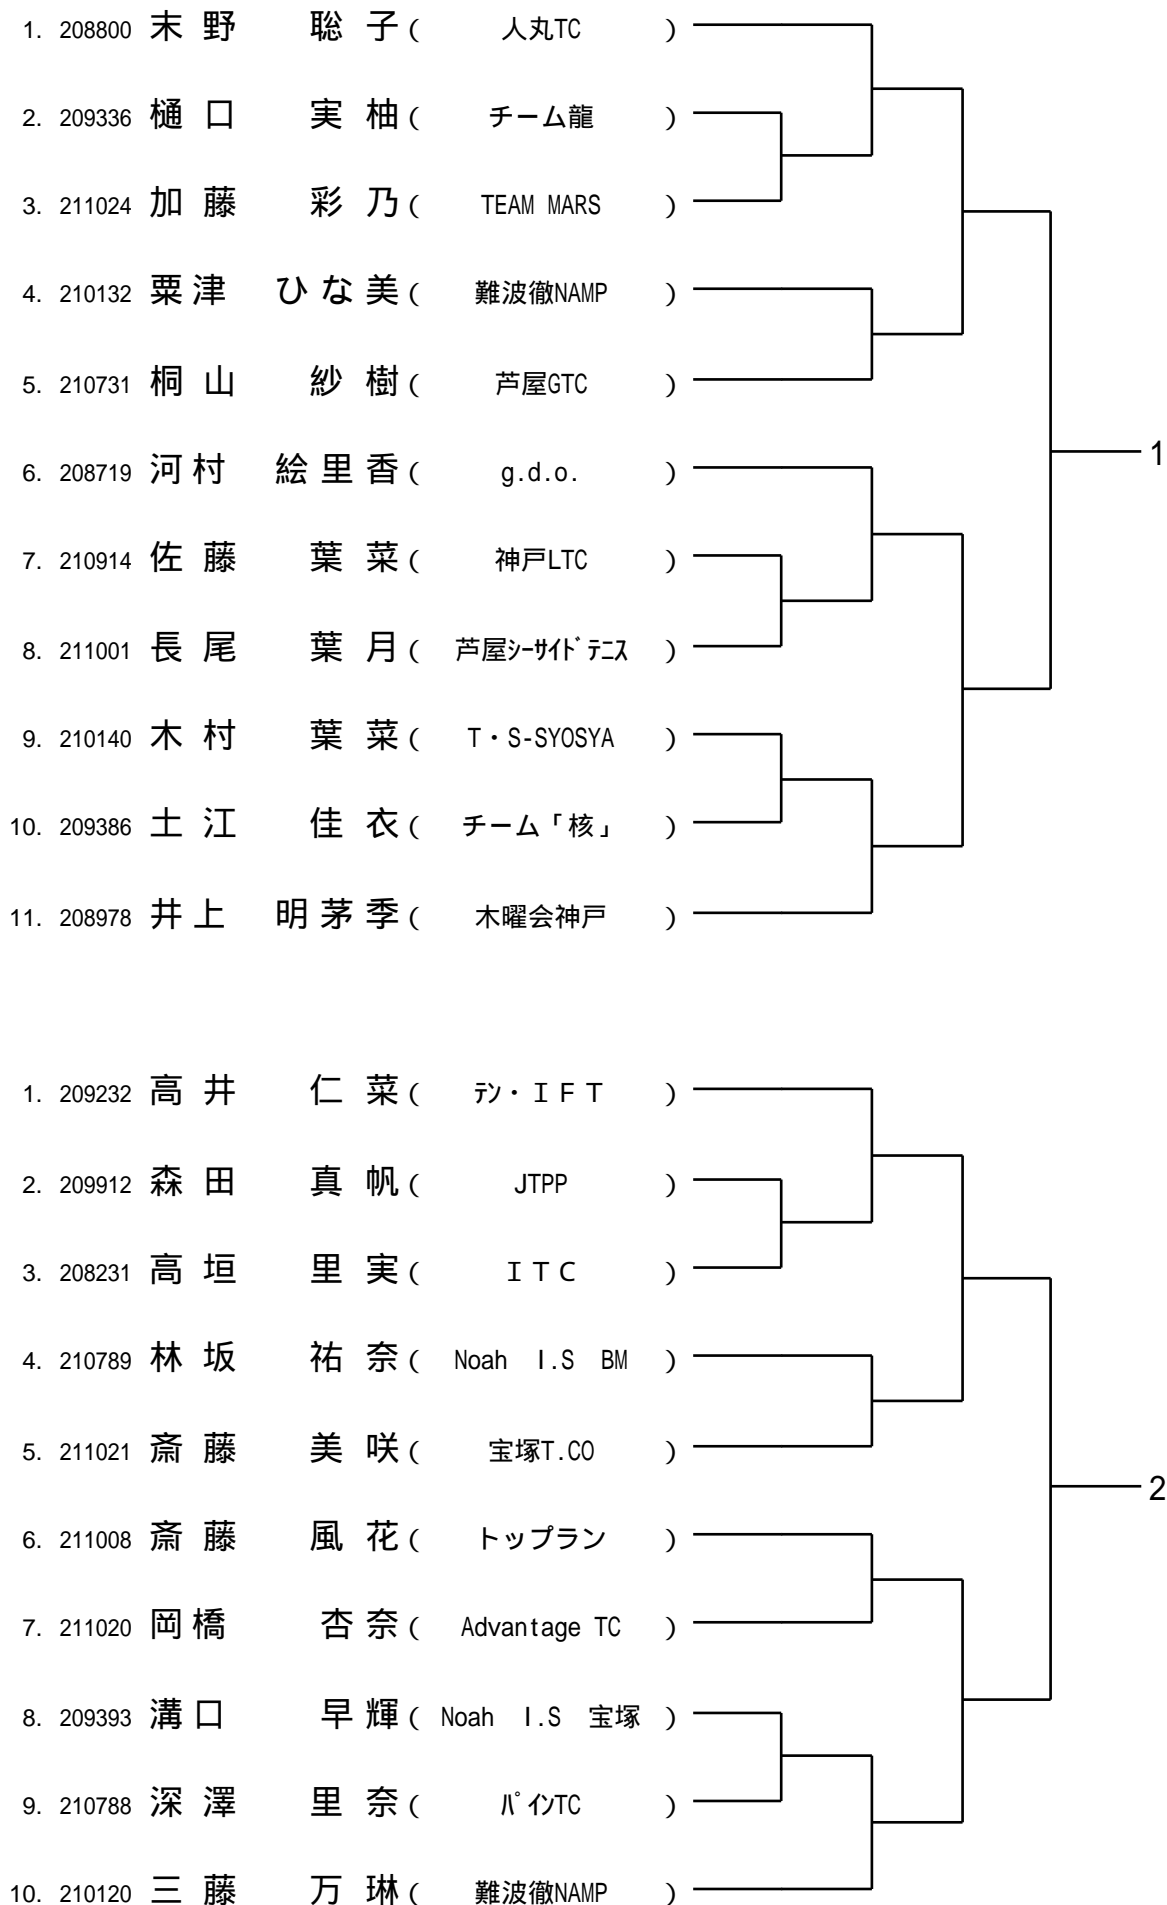 1. 208800 末野 聡子 ( 人丸TC )
2. 209336 樋口 実柚 ( チーム龍 )
3. 211024 加藤 彩乃 ( TEAM MARS )
4. 210132 粟津 ひな美 ( 難波徹NAMP )
5. 210731 桐山 紗樹 ( 芦屋GTC )
1
6. 208719 河村 絵里香 ( g.d.o. )
7. 210914 佐藤 葉菜 ( 神戸LTC )
8. 211001 長尾 葉月 ( 芦屋ｼｰｻｲﾄﾞﾃﾆｽ )
9. 210140 木村 葉菜 ( T・S-SYOSYA )
10. 209386 土江 佳衣 ( チーム「核」 )
11. 208978 井上 明茅季 ( 木曜会神戸 )
1. 209232 高井 仁菜 ( ﾃﾝ・ＩＦＴ )
2. 209912 森田 真帆 ( JTPP )
3. 208231 高垣 里実 ( ＩＴＣ )
4. 210789 林坂 祐奈 ( Noah I.S BM )
5. 211021 斎藤 美咲 ( 宝塚T.CO )
2
6. 211008 斎藤 風花 ( トップラン )
7. 211020 岡橋 杏奈 ( Advantage TC )
8. 209393 溝口 早輝 ( Noah I.S 宝塚 )
9. 210788 深澤 里奈 ( ﾊﾟｲﾝTC )
10. 210120 三藤 万琳 ( 難波徹NAMP )